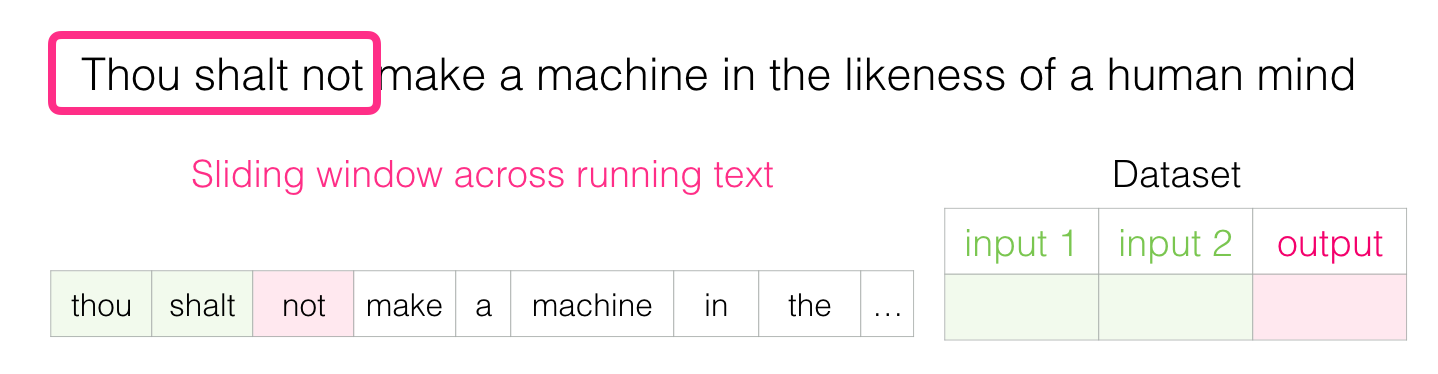 Thou shalt not make a machine in the likeness of a human mind
Sliding window across running text
Dataset
input 1 input 2 output
thou shalt not make a machine in the ...